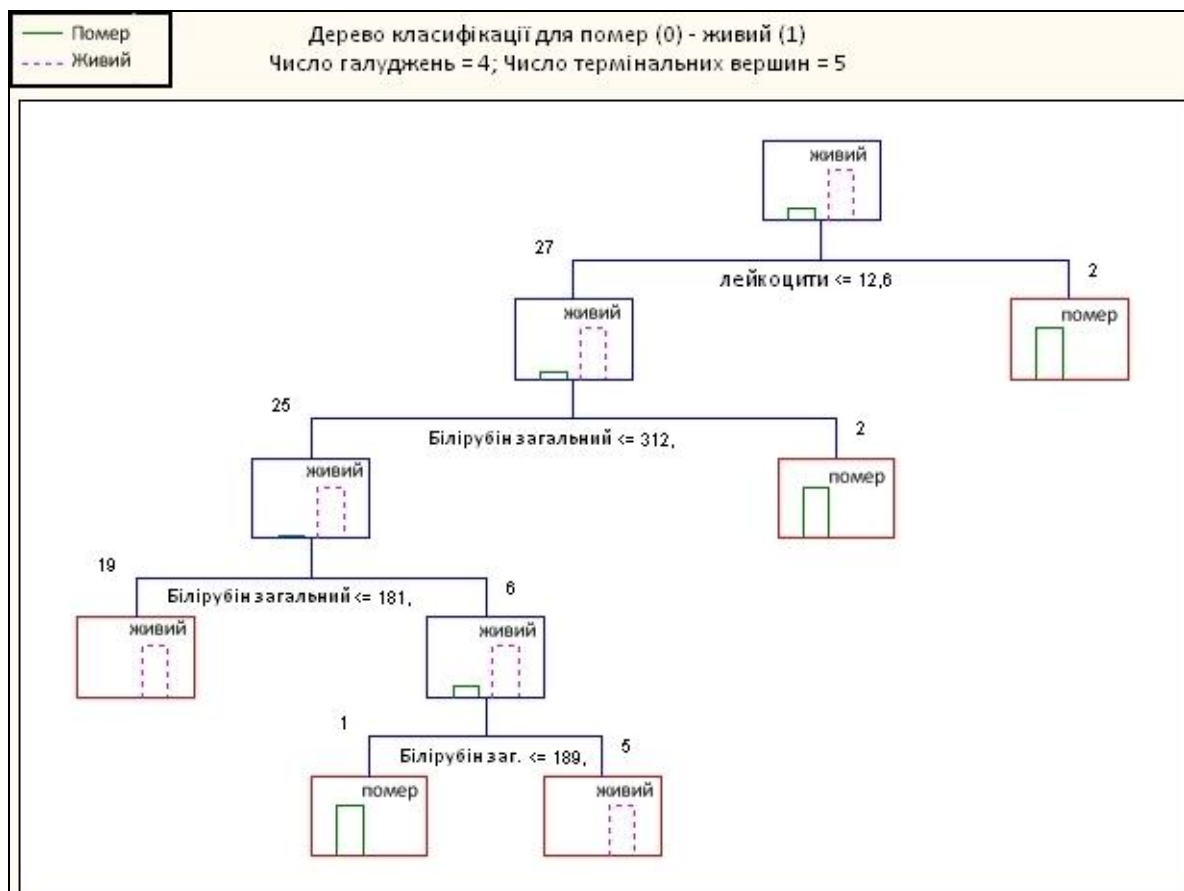 Помер
Живий
Дерево класифікації для помер (0) - живий (1)
Число галуджень = 4; Число термінальних вершин = 5
живий
27
2
лейкоцити <= 12,6
живий
помер
25
2
Білірубін загальний <= 312,
живий
помер
19
6
Білірубін загальний <= 181,
живий
живий
1
5
Білірубін заг. <= 189,
помер
живий